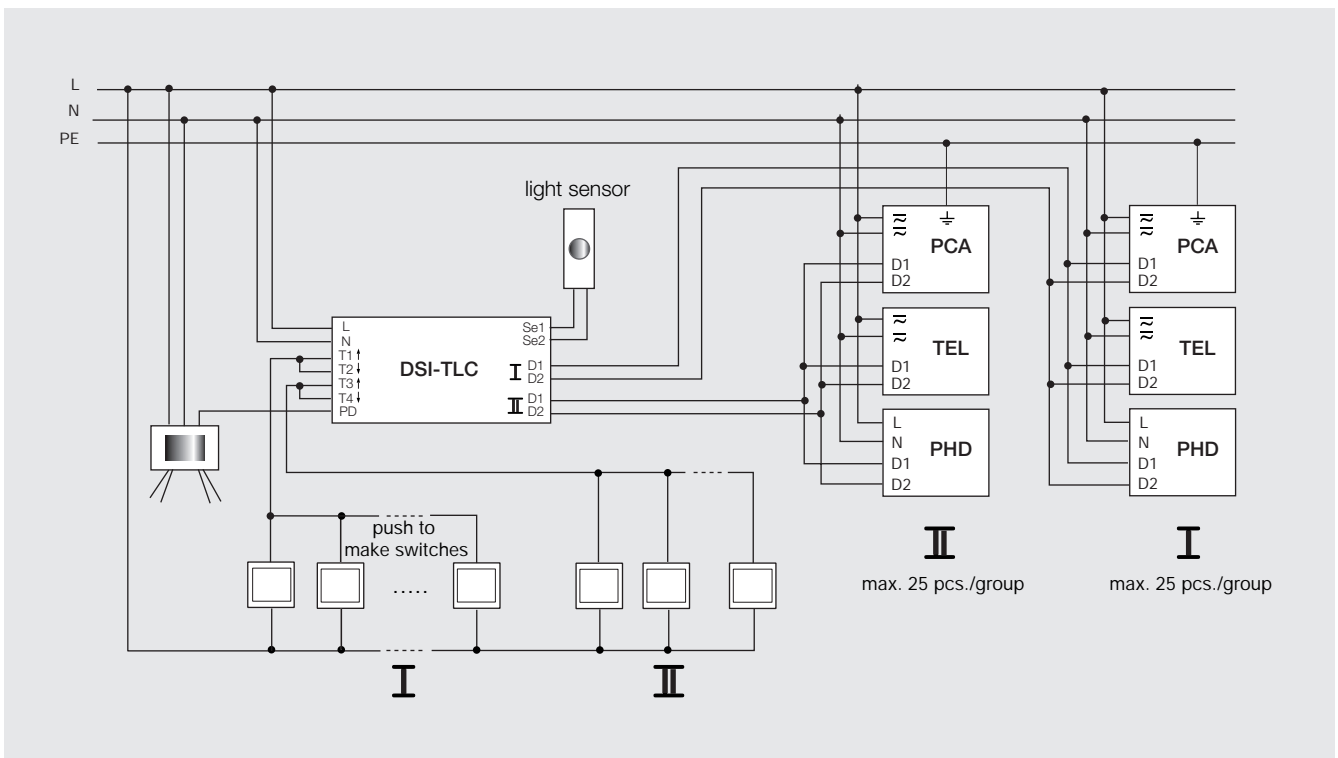 L
N
PE
light sensor
L
N
T1↑
T2↓
T3↑
T4↓
PD
DSI-TLC
Se1
Se2
I D1
D2
II D1
D2
PCA
D1
D2
TEL
D1
D2
L
N
PHD
D1
D2
II
max. 25 pcs./group
PCA
D1
D2
TEL
D1
D2
L
N
PHD
D1
D2
I
max. 25 pcs./group
push to
make switches
.....
I
II